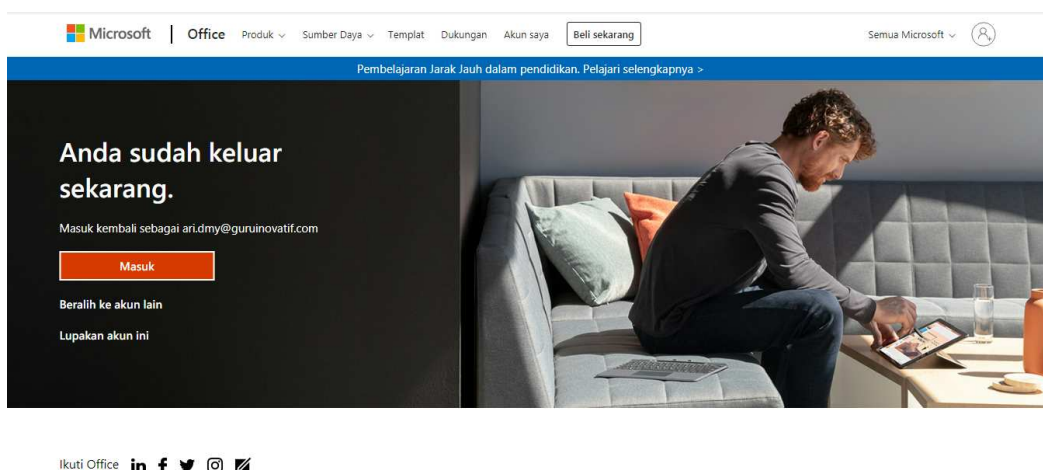 Microsoft Office Produk Sumber Daya Templat Dukungan Akun saya Beli sekarang Semua Microsoft
Pembelajaran Jarak Jauh dalam pendidikan. Pelajari selengkapnya >
Anda sudah keluar
sekarang.
Masuk kembali sebagai ari.dmy@guruinovatif.com
Masuk
Beralih ke akun lain
Lupakan akun ini
Ikuti Office